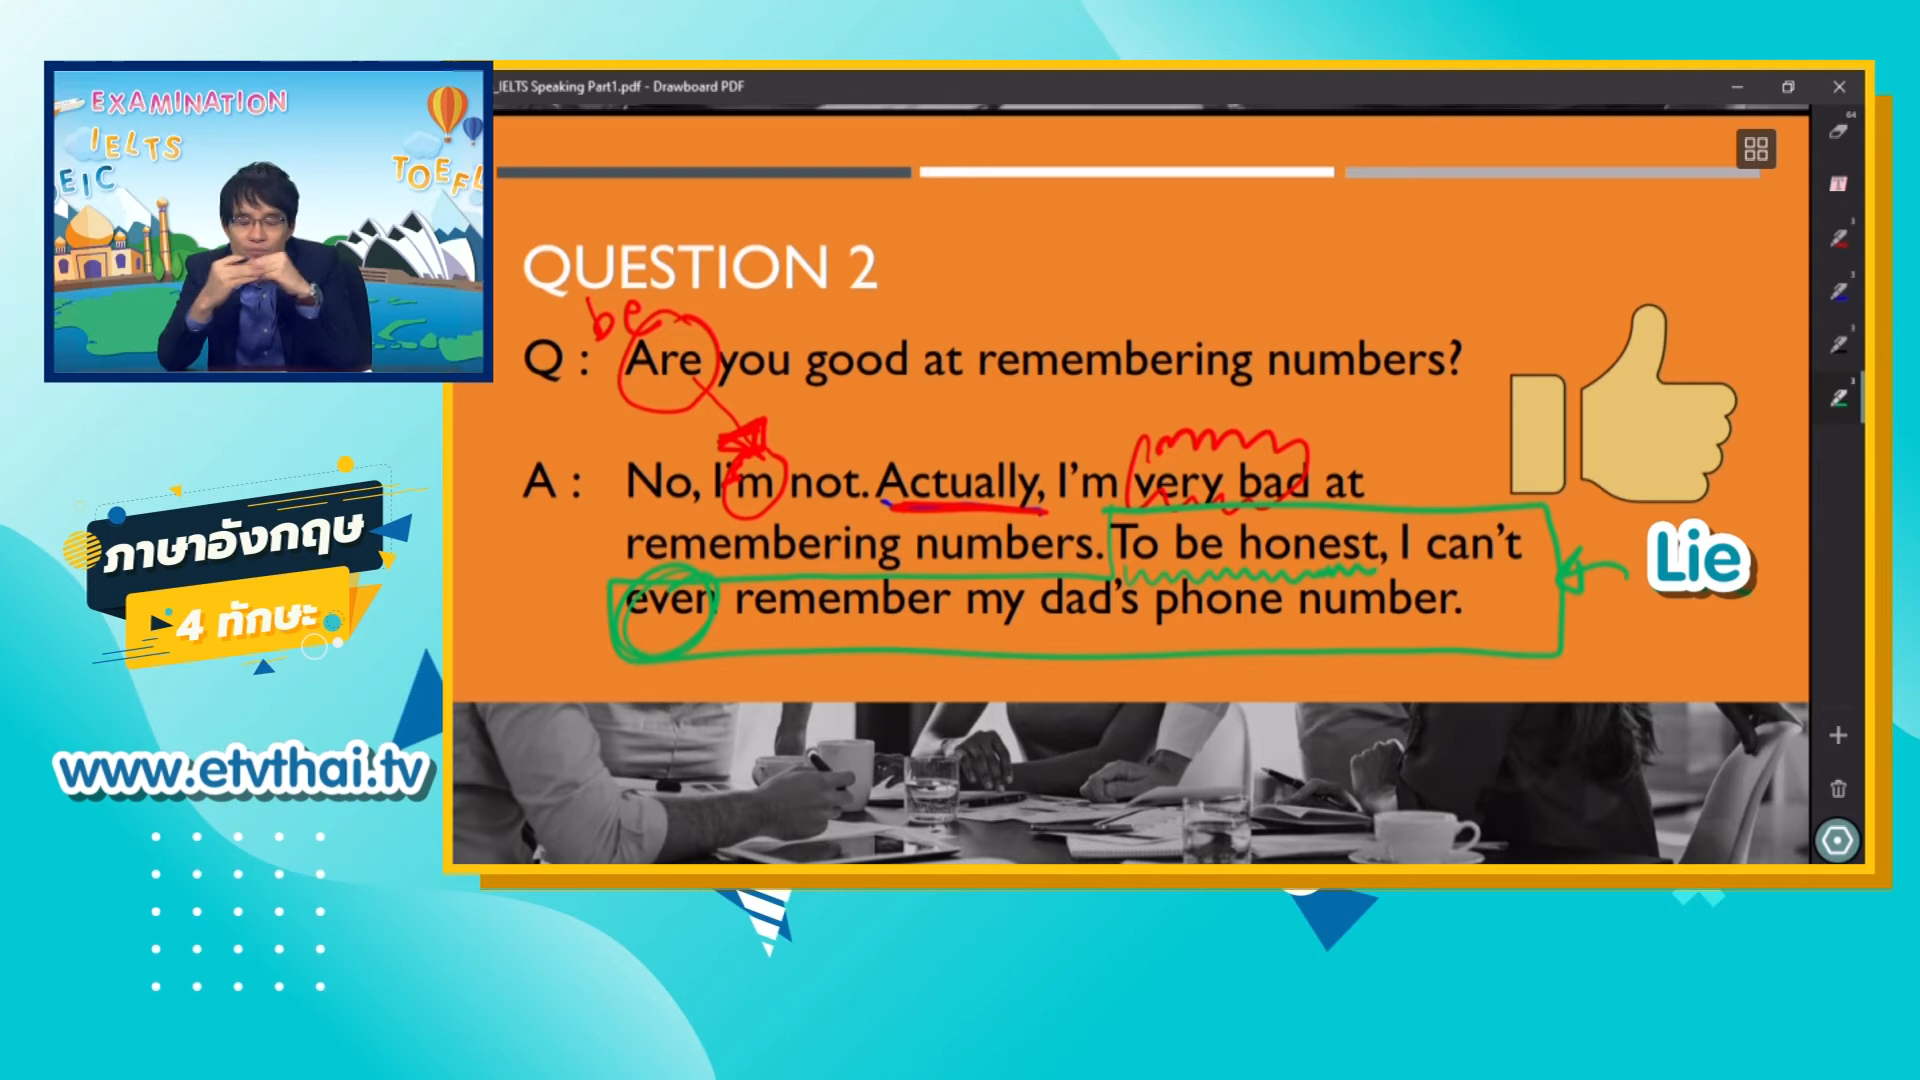 EXAMINATION
IELTS
EIC
TOEFL
_IELTS Speaking Part1.pdf - Drawboard PDF
QUESTION 2
be
Q : Are you good at remembering numbers?
A : No, I'm not. Actually, I'm very bad at
remembering numbers. To be honest, I can't
even remember my dad's phone number.
Lie
ภาษาอังกฤษ
4 ทักษะ
www.etvthai.tv